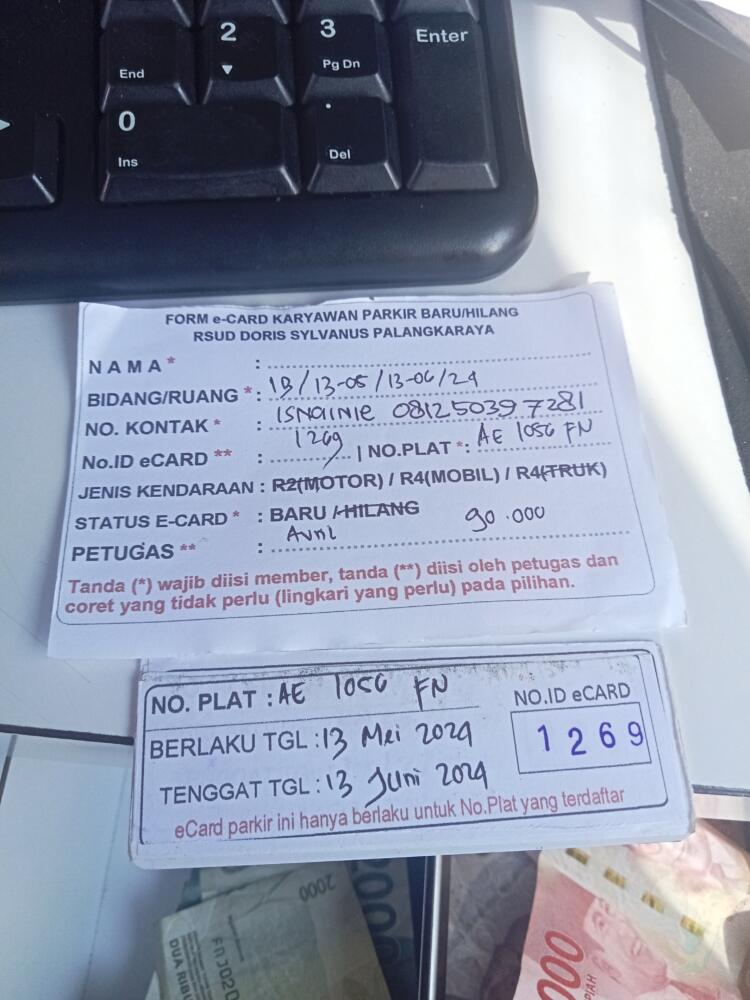 2
3
Enter
End
Pg Dn
0
.
Ins
Del
FORM e-CARD KARYAWAN PARKIR BARU/HILANG
RSUD DORIS SYLVANUS PALANGKARAYA
NAMA* :
BIDANG/RUANG *: 13/13-05/13-06/24
NO. KONTAK * : ISNainie 081250397281
No.ID eCARD ** : 1269 | NO.PLAT *: AE 1056 FN
JENIS KENDARAAN : R2(MOTOR) / R4(MOBIL) / R4(TRUK)
STATUS E-CARD * : BARU / HILANG 90.000
PETUGAS ** : Avril
Tanda (*) wajib diisi member, tanda (**) diisi oleh petugas dan
coret yang tidak perlu (lingkari yang perlu) pada pilihan.
NO. PLAT : AE 1056 FN
NO.ID eCARD
1269
BERLAKU TGL : 13 Mei 2024
TENGGAT TGL : 13 Juni 2024
eCard parkir ini hanya berlaku untuk No.Plat yang terdaftar
2000